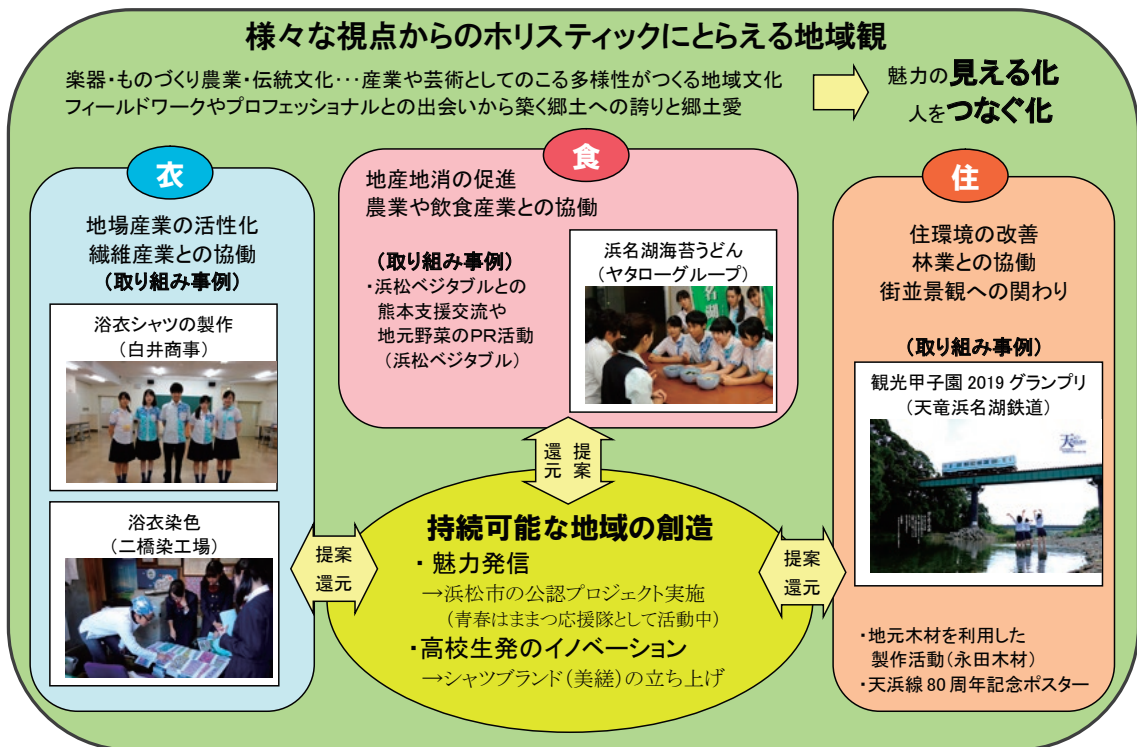 様々な視点からのホリスティックにとらえる地域観
楽器・ものづくり農業・伝統文化…産業や芸術としてのこる多様性がつくる地域文化
フィールドワークやプロフェッショナルとの出会いから築く郷土への誇りと郷土愛
魅力の見える化
人をつなぐ化
衣
地場産業の活性化
繊維産業との協働
(取り組み事例)
浴衣シャツの製作
(白井商事)
浴衣染色
(二橋染工場)
食
地産地消の促進
農業や飲食産業との協働
(取り組み事例)
・浜松ベジタブルとの
熊本支援交流や
地元野菜のPR活動
(浜松ベジタブル)
浜名湖海苔うどん
(ヤタローグループ)
住
住環境の改善
林業との協働
街並景観への関わり
(取り組み事例)
観光甲子園2019グランプリ
(天竜浜名湖鉄道)
・地元木材を利用した
製作活動(永田木材)
・天浜線80周年記念ポスター
還元
提案
提案
還元
提案
還元
持続可能な地域の創造
・魅力発信
→浜松市の公認プロジェクト実施
(青春はままつ応援隊として活動中)
・高校生発のイノベーション
→シャツブランド(美縒)の立ち上げ